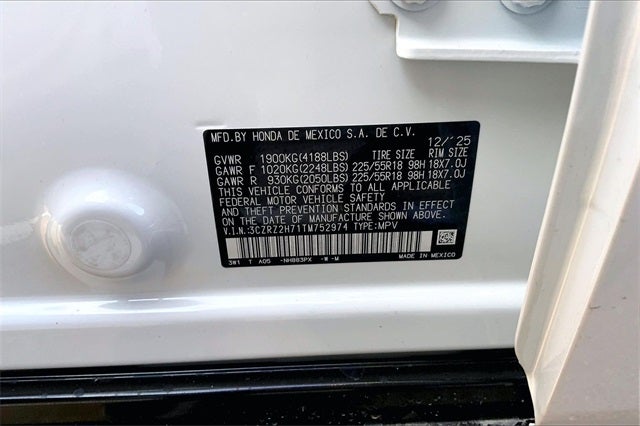 MFD.BY HONDA DE MEXICO S.A. DE C.V.
12/'25
GVWR 1900KG(4188LBS) TIRE SIZE RIM SIZE
GAWR F 1020KG(2248LBS) 225/55R18 98H 18X7.0J
GAWR R 930KG(2050LBS) 225/55R18 98H 18X7.0J
THIS VEHICLE CONFORMS TO ALL APPLICABLE
FEDERAL MOTOR VEHICLE SAFETY
AND THEFT PREVENTION STANDARDS IN EFFECT
ON THE DATE OF MANUFACTURE SHOWN ABOVE.
V.I.N.:3CZRZ2H71TM752974 TYPE:MPV
3W1 T A05 -NH883PX -W -M MADE IN MEXICO